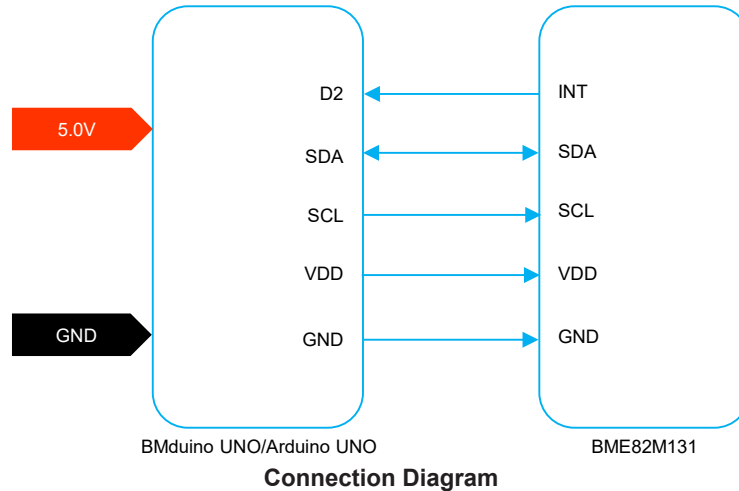 D2 INT
5.0V
SDA SDA
SCL SCL
VDD VDD
GND
GND GND
BMduino UNO/Arduino UNO BME82M131
Connection Diagram